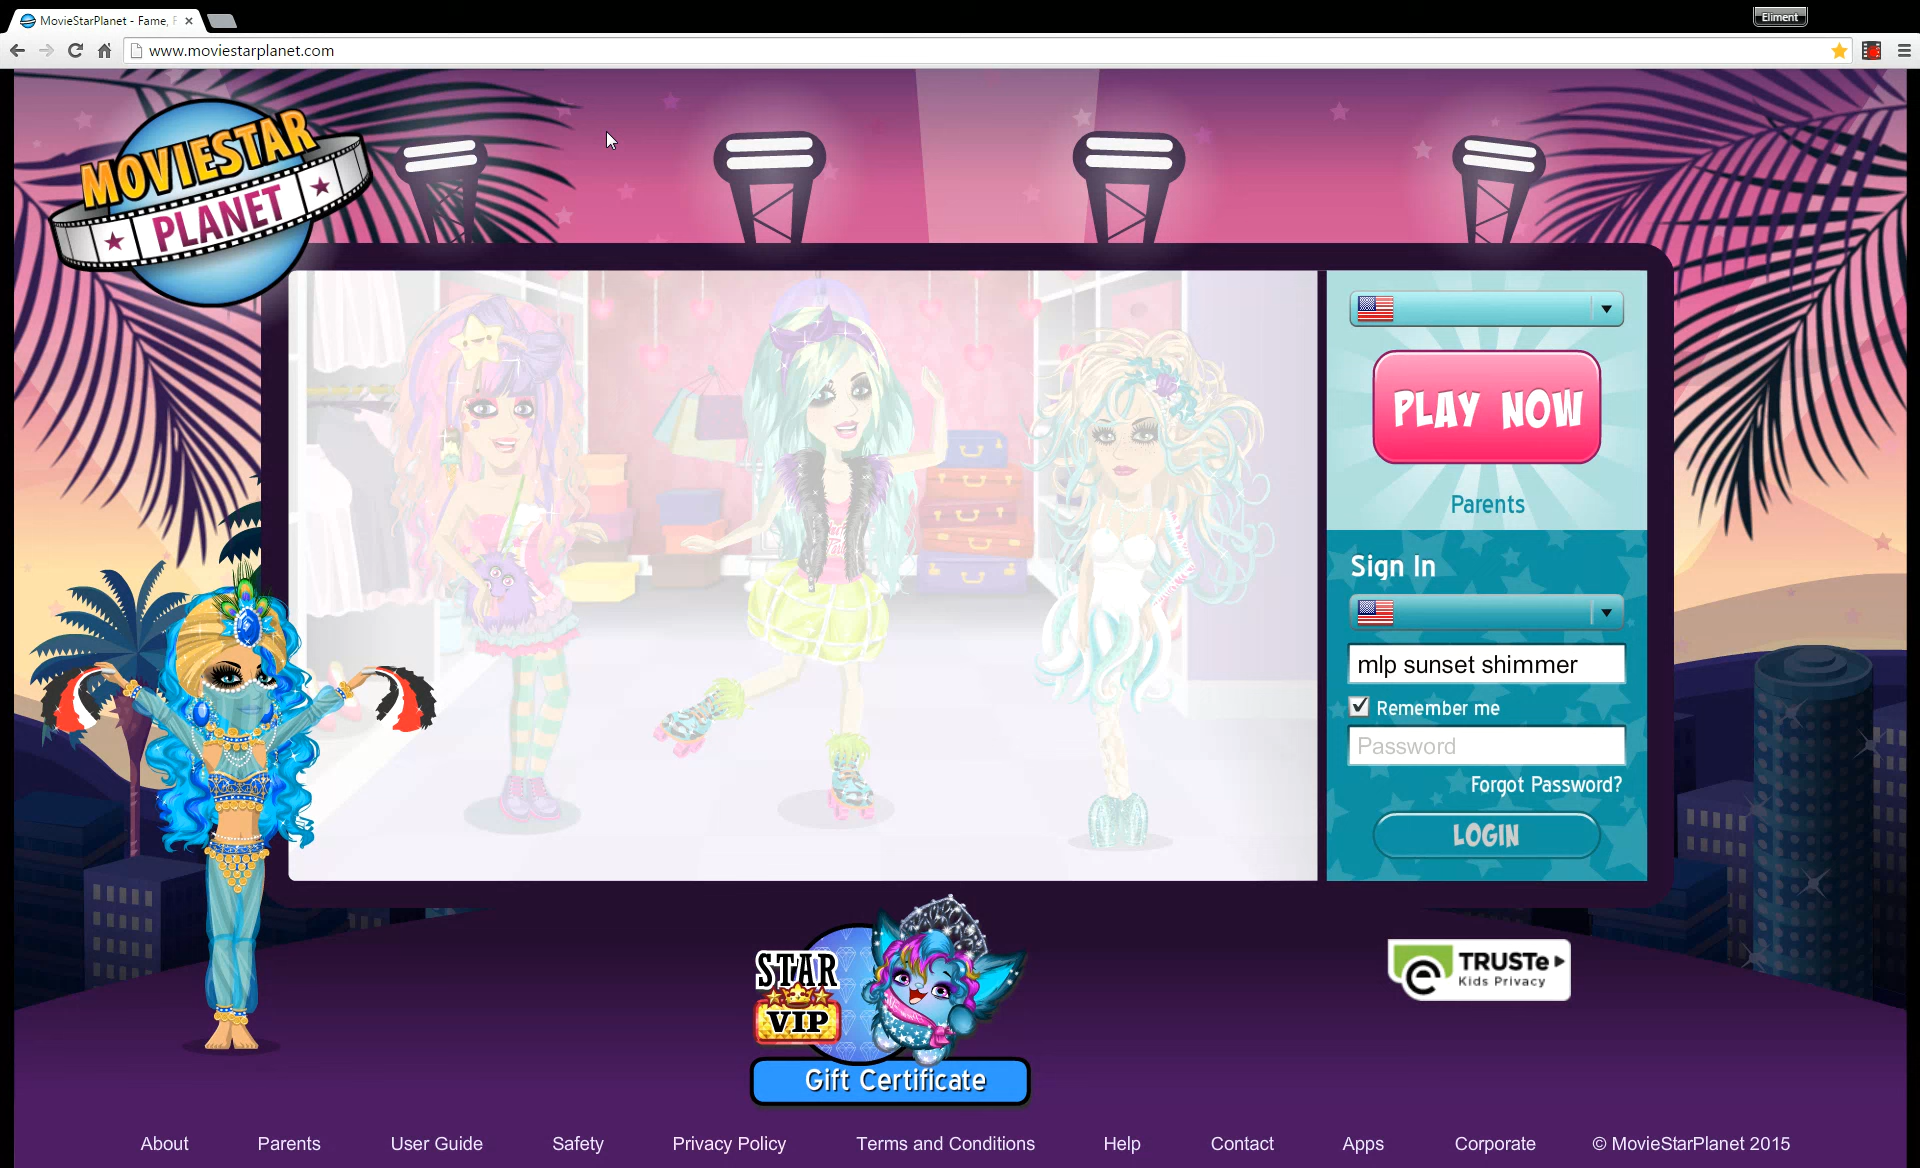 MovieStarPlanet - Fame, F
Eliment
www.moviestarplanet.com
MOVIESTAR
PLANET
PLAY NOW
Parents
Sign In
mlp sunset shimmer
Remember me
Password
Forgot Password?
LOGIN
STAR
VIP
Gift Certificate
TRUSTe
Kids Privacy
About Parents User Guide Safety Privacy Policy Terms and Conditions Help Contact Apps Corporate © MovieStarPlanet 2015